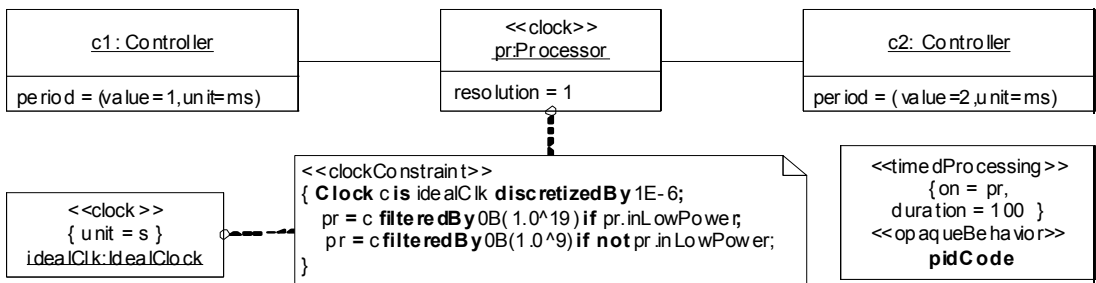 c1: Controller
period = (value=1,unit=ms)
<<clock>>
pr:Processor
resolution = 1
c2: Controller
period = (value=2,unit=ms)
<<clock>>
{ unit = s }
idealClk:IdealClock
<<clockConstraint>>
{ Clock c is idealClk discretizedBy 1E-6;
pr = c filteredBy 0B(1.0^19) if pr.inLowPower;
pr = c filteredBy 0B(1.0^9) if not pr.inLowPower;
}
<<timedProcessing>>
{on = pr,
duration = 100 }
<<opaqueBehavior>>
pidCode